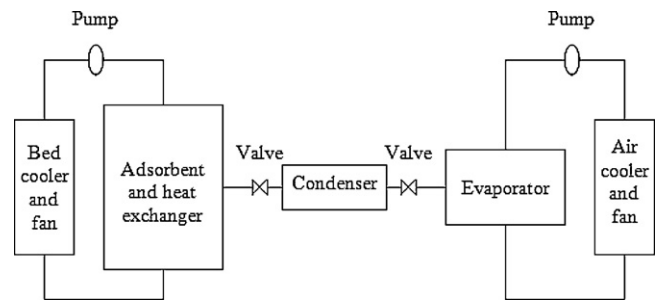 Pump
Pump
Bed
cooler
and
fan
Adsorbent
and heat
exchanger
Valve
Condenser
Valve
Evaporator
Air
cooler
and
fan